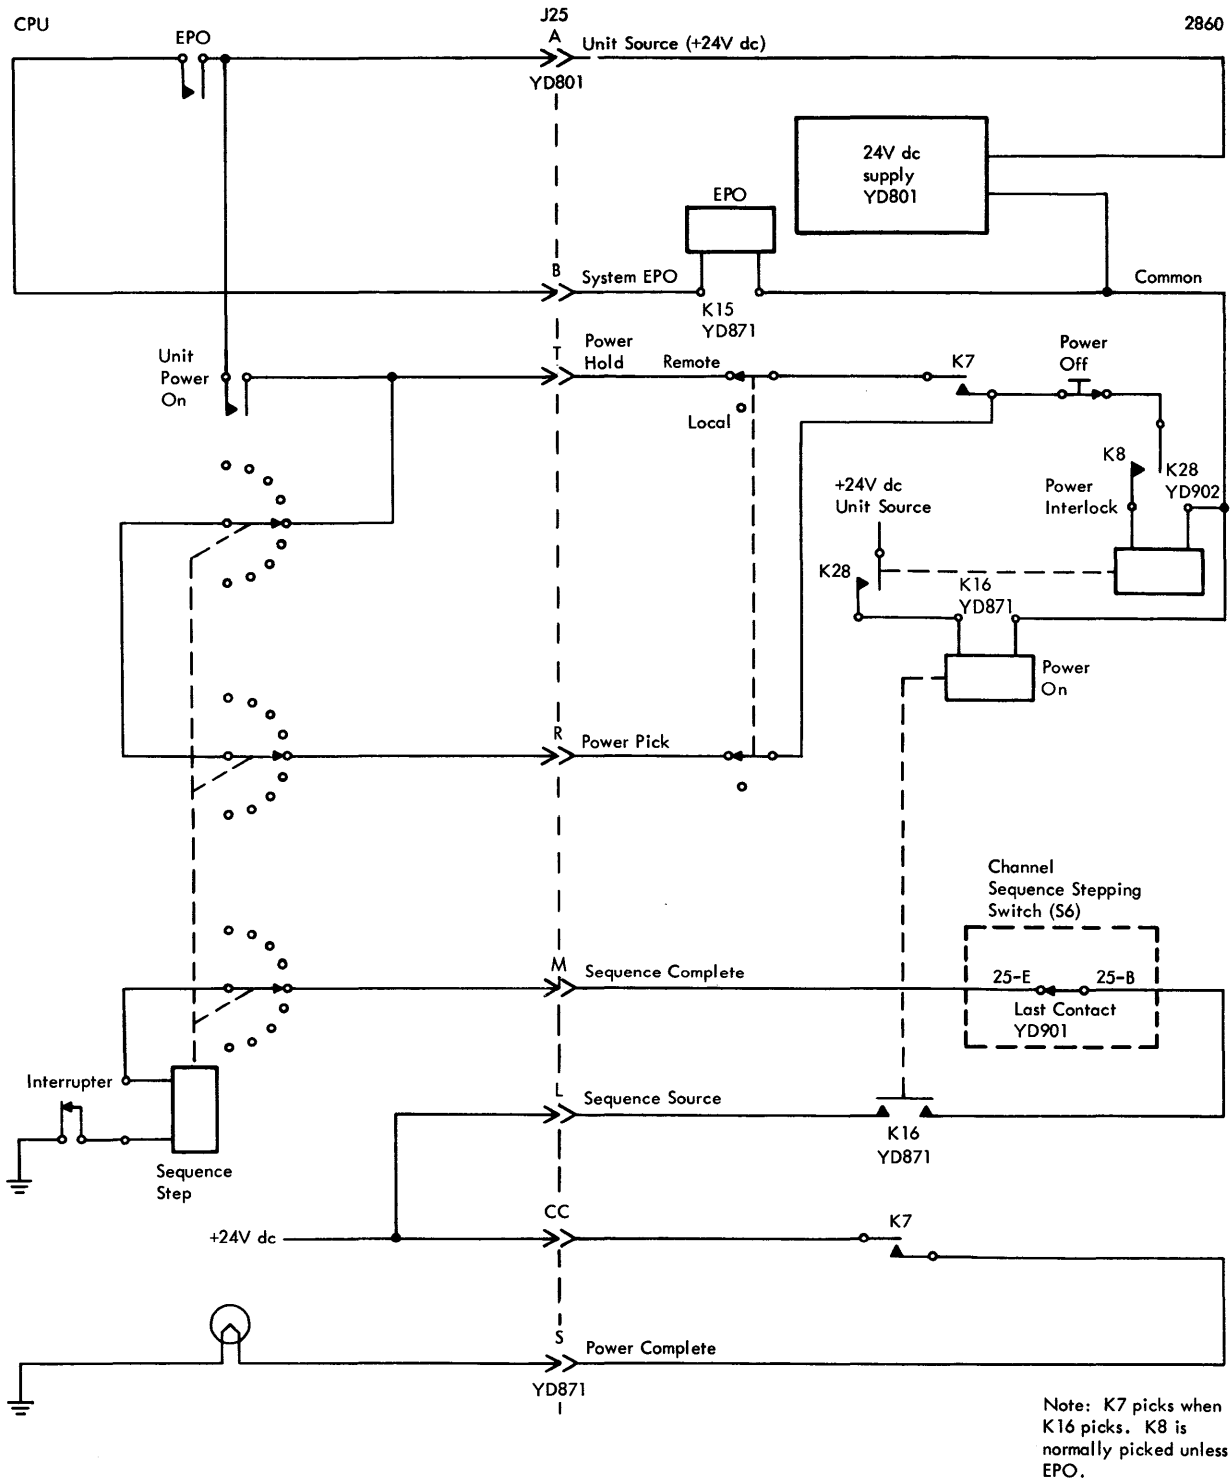 CPU
J25
2860
EPO
A
Unit Source (+24V dc)
YD801
24V dc
supply
YD801
EPO
B
System EPO
Common
K15
YD871
Unit
Power
On
T
Power
Hold
Remote
K7
Power
Off
Local
K8
K28
YD902
+24V dc
Unit Source
Power
Interlock
K28
K16
YD871
Power
On
R
Power Pick
Channel
Sequence Stepping
Switch (S6)
M
Sequence Complete
25-E
25-B
Last Contact
YD901
Interrupter
L
Sequence Source
K16
YD871
Sequence
Step
CC
+24V dc
K7
S
Power Complete
YD871
Note: K7 picks when
K16 picks. K8 is
normally picked unless
EPO.